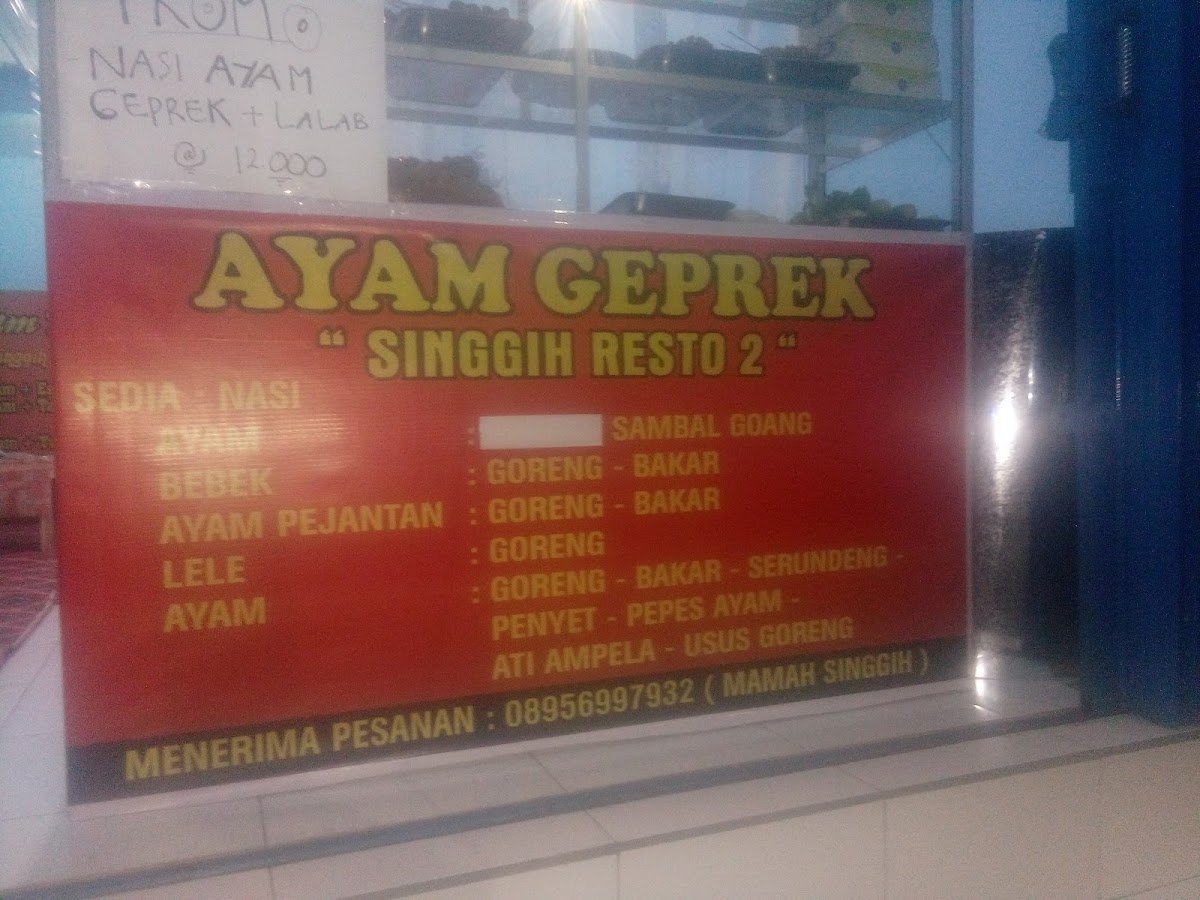 PROMO
- NASI AYAM
GEPREK + LALAB
@ 12.000
AYAM GEPREK
" SINGGIH RESTO 2 "
SEDIA : NASI
AYAM : SAMBAL GOANG
BEBEK : GORENG - BAKAR
AYAM PEJANTAN : GORENG - BAKAR
LELE : GORENG
AYAM : GORENG - BAKAR - SERUNDENG -
PENYET - PEPES AYAM -
ATI AMPELA - USUS GORENG
MENERIMA PESANAN : 08956997932 ( MAMAH SINGGIH )